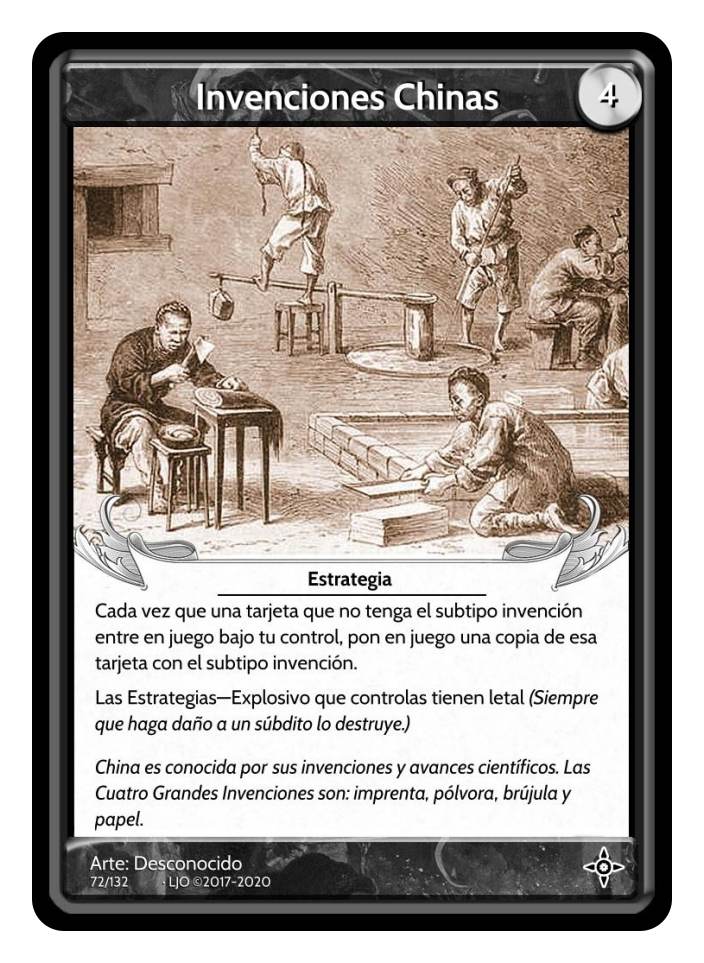 Invenciones Chinas
4
Estrategia
Cada vez que una tarjeta que no tenga el subtipo invención
entre en juego bajo tu control, pon en juego una copia de esa
tarjeta con el subtipo invención.
Las Estrategias—Explosivo que controlas tienen letal (Siempre
que haga daño a un súbdito lo destruye.)
China es conocida por sus invenciones y avances científicos. Las
Cuatro Grandes Invenciones son: imprenta, pólvora, brújula y
papel.
Arte: Desconocido
72/132 · LJO ©2017-2020